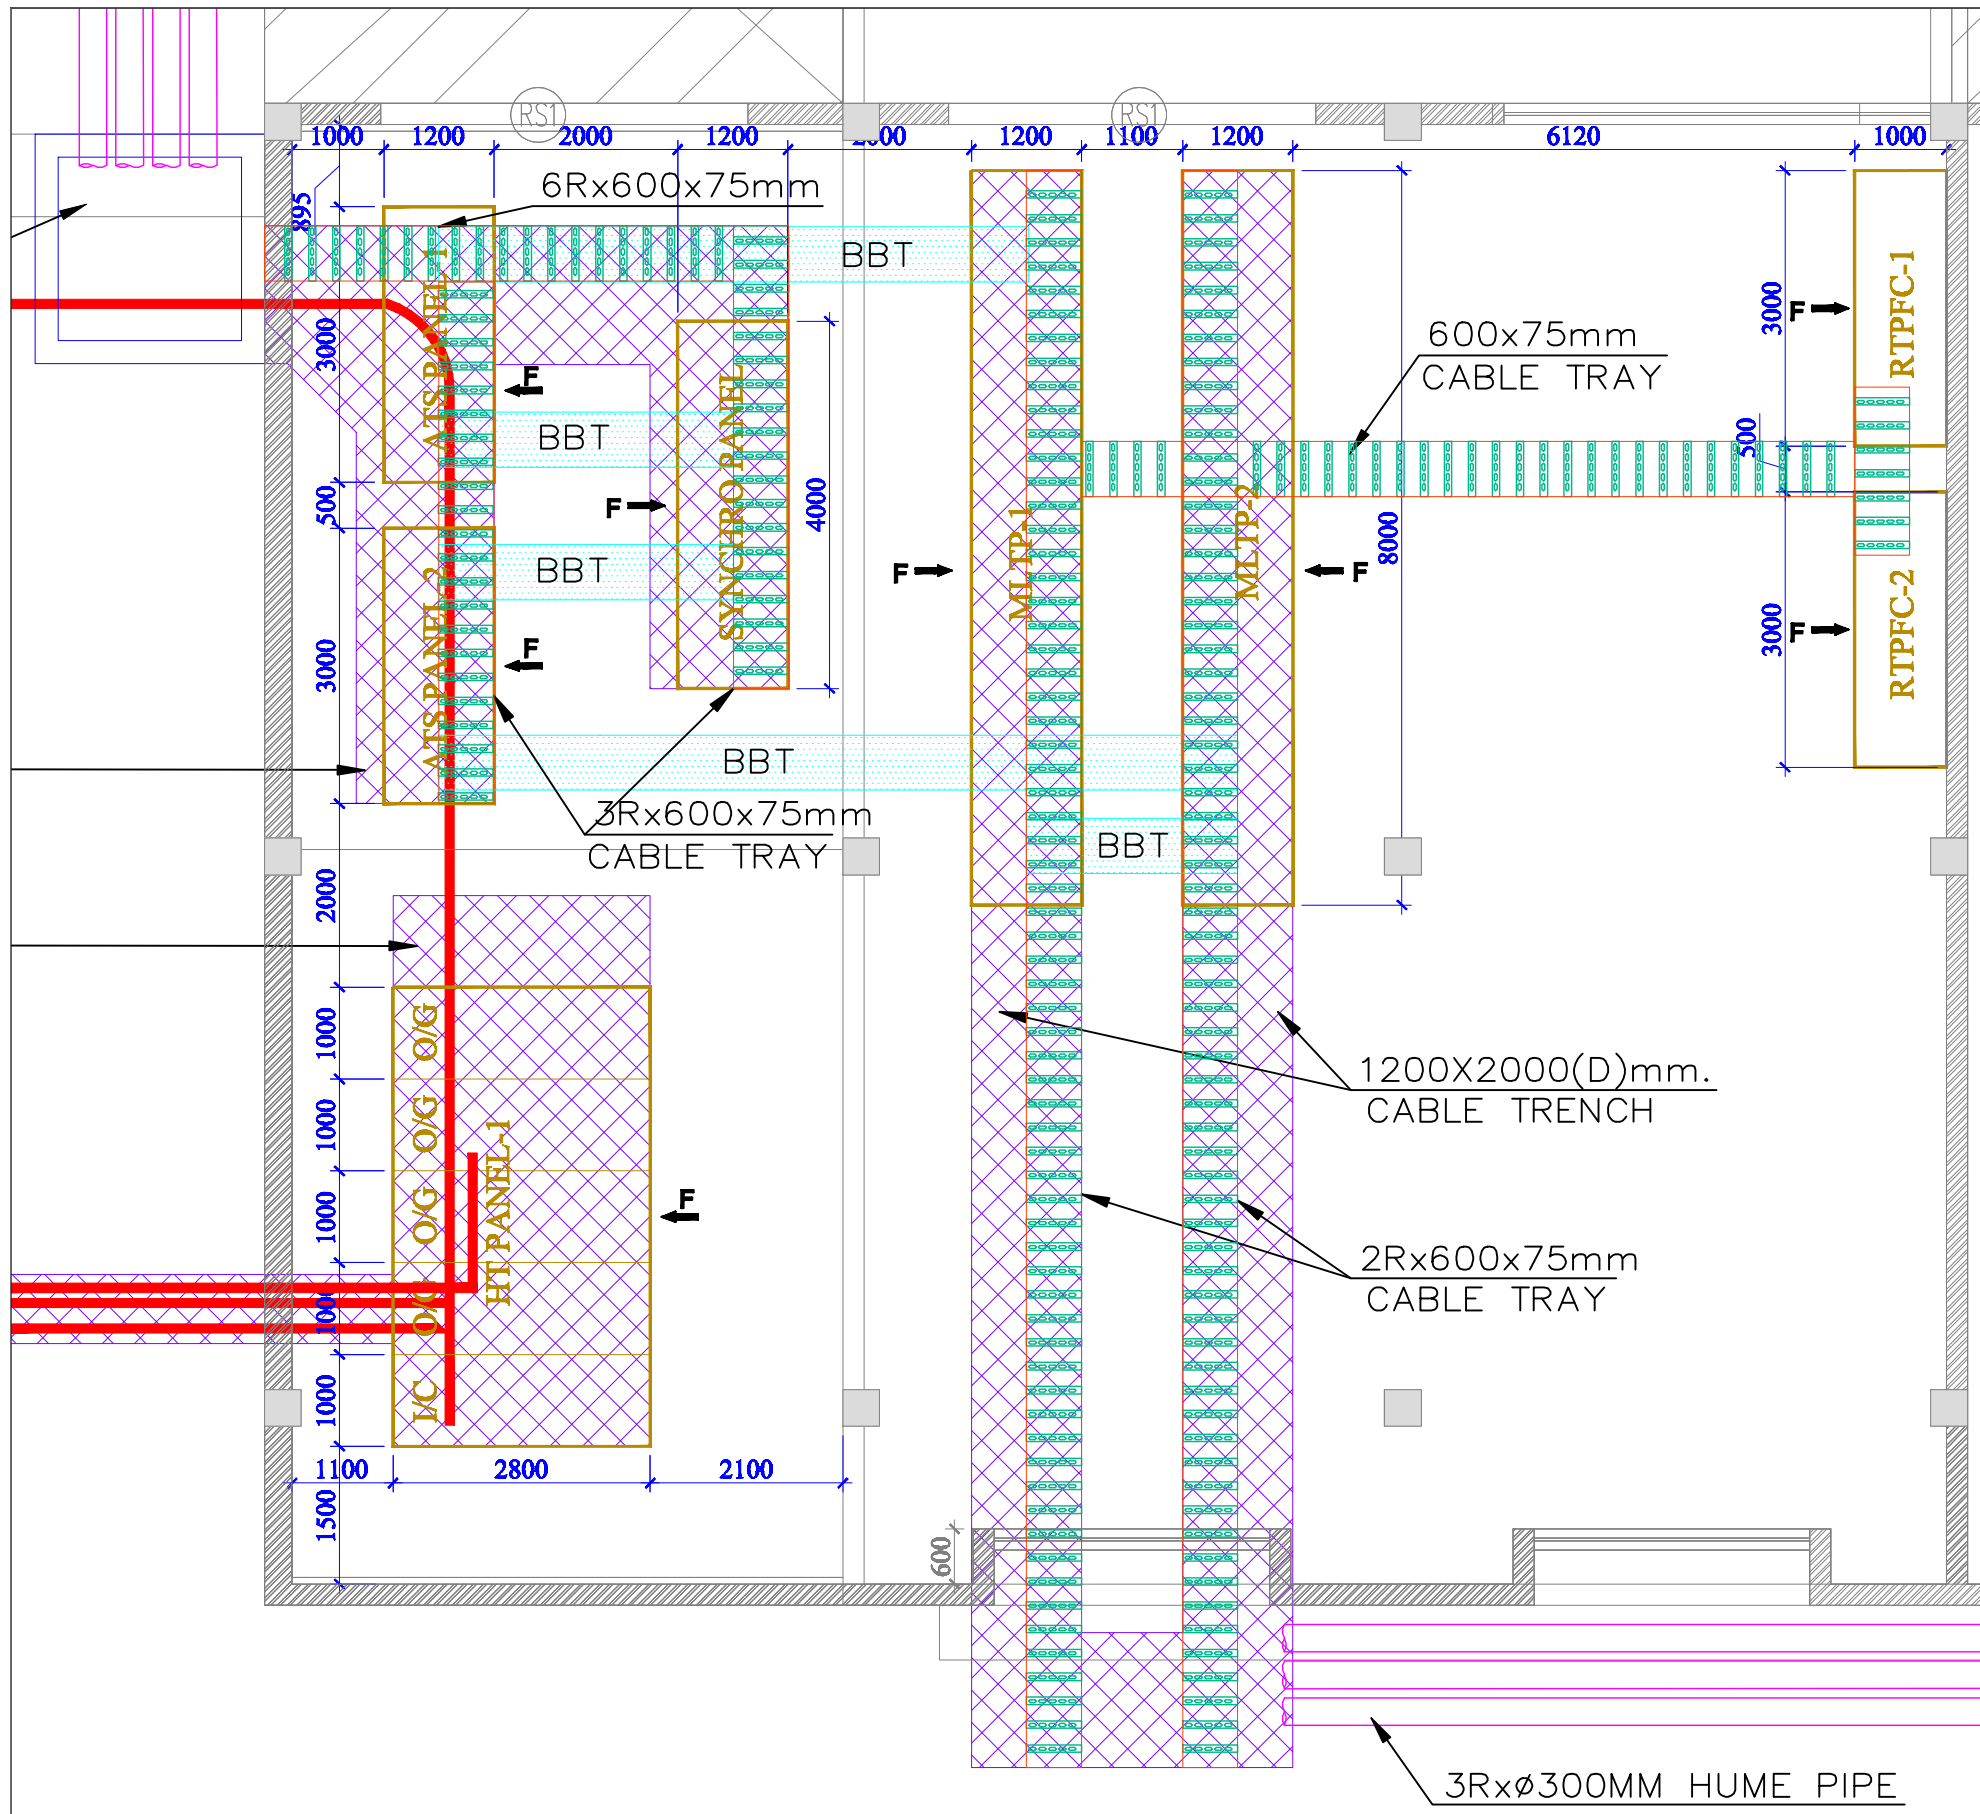 RS1
RS1
1000
1200
2000
1200
2000
1200
1100
1200
6120
1000
895
6Rx600x75mm
BBT
3000
ATS PANEL-1
F
BBT
SYNCHRO PANEL
F
4000
500
BBT
ATS PANEL-2
F
3000
BBT
3Rx600x75mm
CABLE TRAY
MLTP-1
F
MLTP-2
F
8000
BBT
600x75mm
CABLE TRAY
3000
F
RTPFC-1
500
3000
F
RTPFC-2
2000
1000
O/G
1000
O/G
1000
O/G
HT PANEL-1
F
1000
O/G
1000
I/C
1100
2800
2100
1500
600
1200X2000(D)mm.
CABLE TRENCH
2Rx600x75mm
CABLE TRAY
3Rxø300MM HUME PIPE